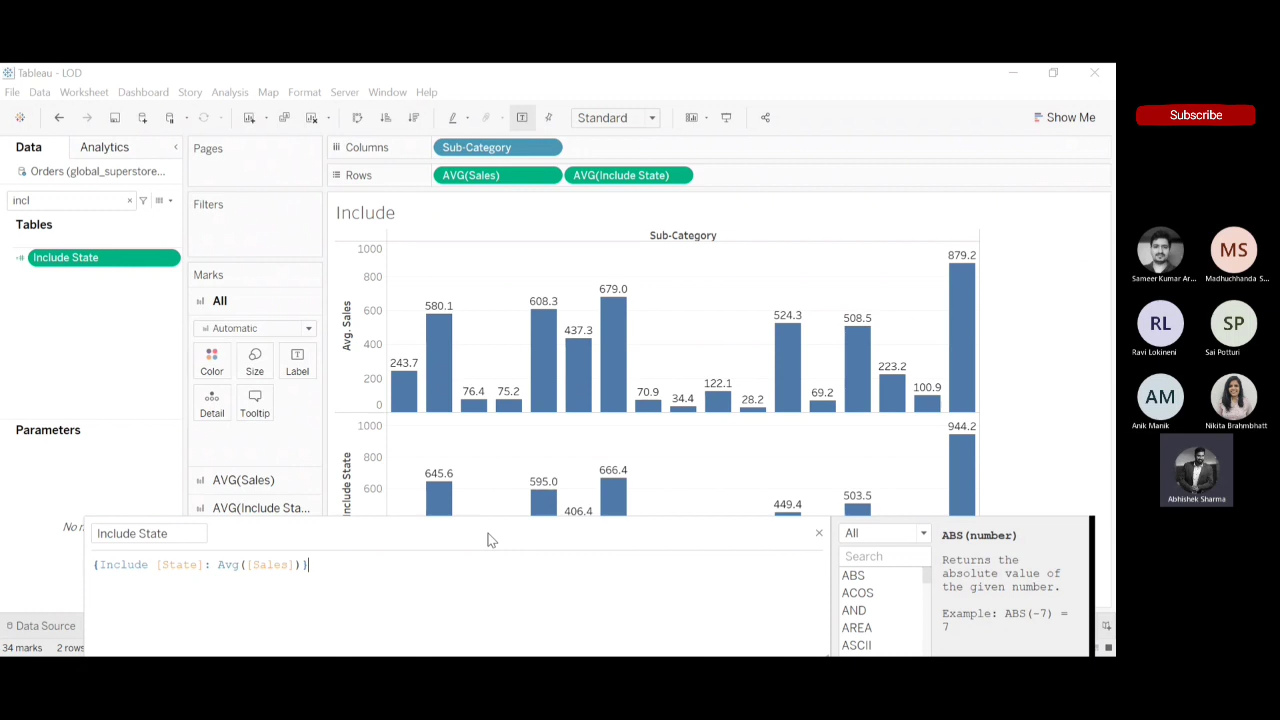 Tableau - LOD
File Data Worksheet Dashboard Story Analysis Map Format Server Window Help
Standard
Show Me
Data
Analytics
Orders (global_superstore...
incl
Tables
Include State
Parameters
Pages
Filters
Marks
All
Automatic
Color
Size
Label
Detail
Tooltip
AVG(Sales)
AVG(Include Sta...
Columns
Sub-Category
Rows
AVG(Sales)
AVG(Include State)
Include
Sub-Category
Avg. Sales
1000
800
600
400
200
0
243.7
580.1
76.4
75.2
608.3
437.3
679.0
70.9
34.4
122.1
28.2
524.3
69.2
508.5
223.2
100.9
879.2
Include State
1000
800
600
645.6
595.0
406.4
666.4
449.4
503.5
944.2
Include State
{Include [State]: Avg([Sales])}
All
Search
ABS
ACOS
AND
AREA
ASCII
ABS(number)
Returns the
absolute value of
the given number.
Example: ABS(-7) =
7
Data Source
34 marks
2 rows
Subscribe
Sameer Kumar Ar...
MS
Madhuchhanda S...
RL
Ravi Lokineni
SP
Sai Potturi
AM
Anik Manik
Nikita Brahmbhatt
Abhishek Sharma